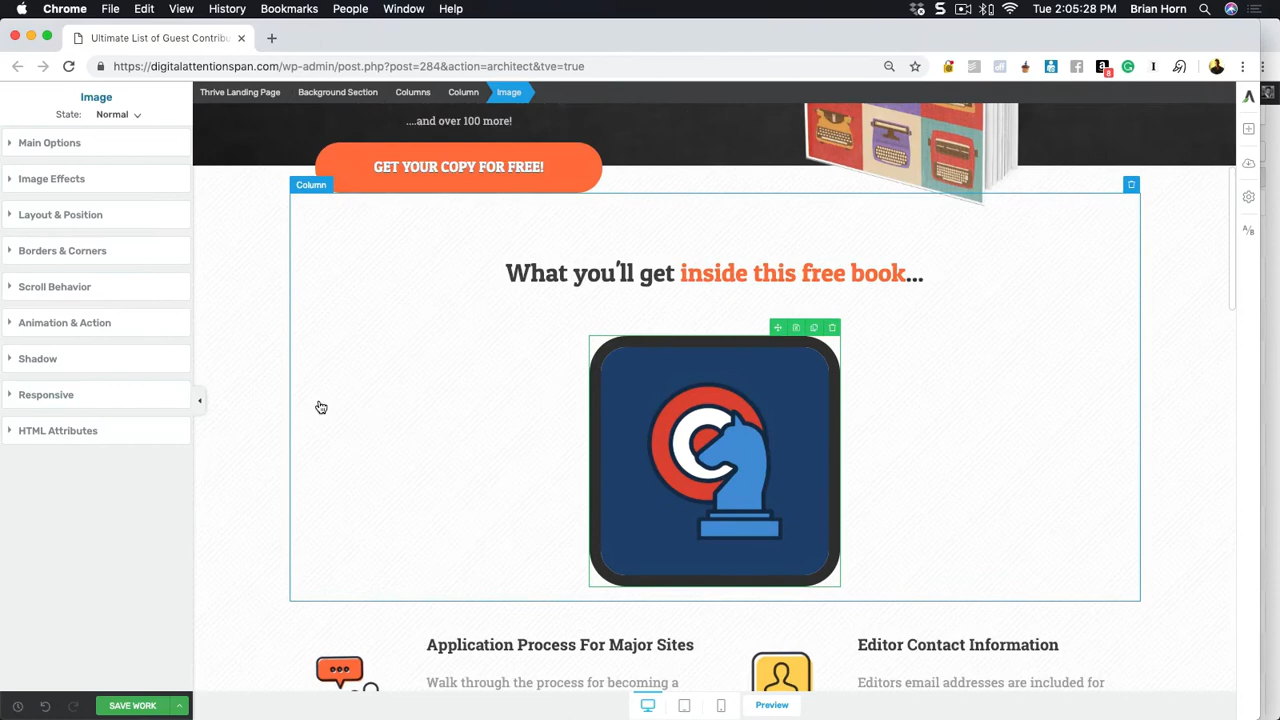 Chrome File Edit View History Bookmarks People Window Help
Tue 2:05:28 PM Brian Horn
Ultimate List of Guest Contribu
https://digitalattentionspan.com/wp-admin/post.php?post=284&action=architect&tve=true
8
Image
State: Normal
Main Options
Image Effects
Layout & Position
Borders & Corners
Scroll Behavior
Animation & Action
Shadow
Responsive
HTML Attributes
SAVE WORK
Thrive Landing Page Background Section Columns Column Image
....and over 100 more!
GET YOUR COPY FOR FREE!
Column
What you'll get inside this free book...
Application Process For Major Sites
Walk through the process for becoming a
Editor Contact Information
Editors email addresses are included for
Preview
A/B